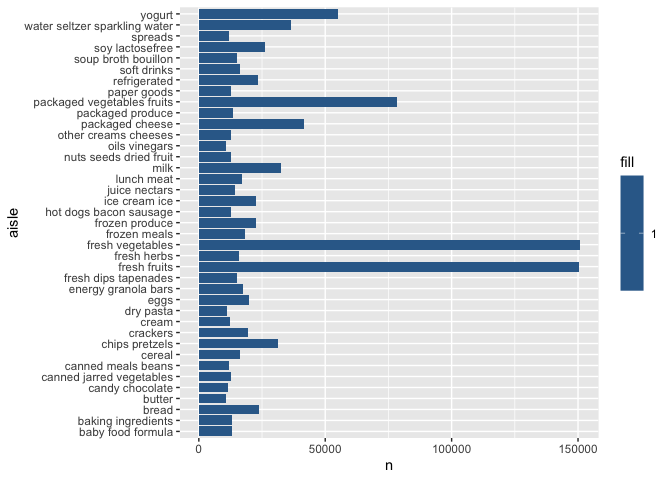 yogurt
water seltzer sparkling water
spreads
soy lactosefree
soup broth bouillon
soft drinks
refrigerated
paper goods
packaged vegetables fruits
packaged produce
packaged cheese
other creams cheeses
oils vinegars
nuts seeds dried fruit
milk
lunch meat
juice nectars
ice cream ice
hot dogs bacon sausage
frozen produce
frozen meals
fresh vegetables
fresh herbs
fresh fruits
fresh dips tapenades
energy granola bars
eggs
dry pasta
cream
crackers
chips pretzels
cereal
canned meals beans
canned jarred vegetables
candy chocolate
butter
bread
baking ingredients
baby food formula
aisle
0 50000 100000 150000
n
fill
1